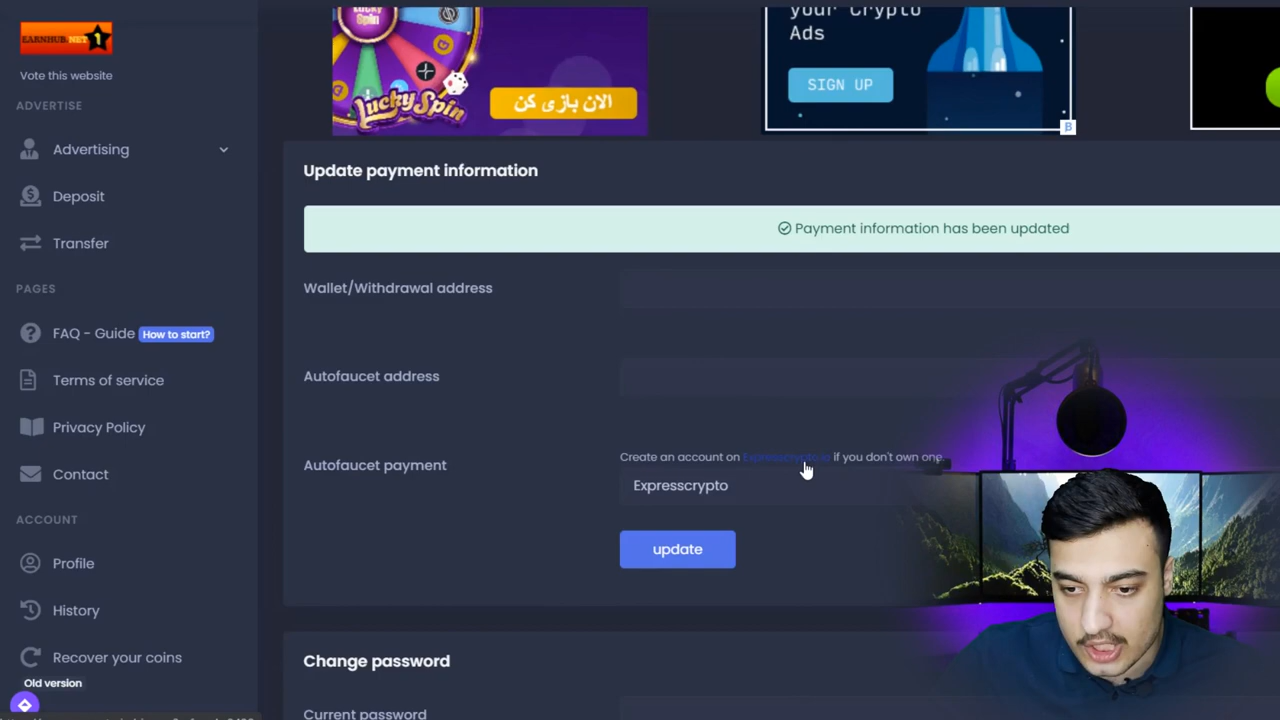 EARNHUB.NET 1
Vote this website
ADVERTISE
Advertising
Deposit
Transfer
PAGES
FAQ - Guide How to start?
Terms of service
Privacy Policy
Contact
ACCOUNT
Profile
History
Recover your coins
Old version
Lucky Spin
الان بازی کن
your Crypto
Ads
SIGN UP
B
Update payment information
Payment information has been updated
Wallet/Withdrawal address
Autofaucet address
Autofaucet payment
Create an account on Expresscrypto.io if you don't own one.
Expresscrypto
update
Change password
Current password